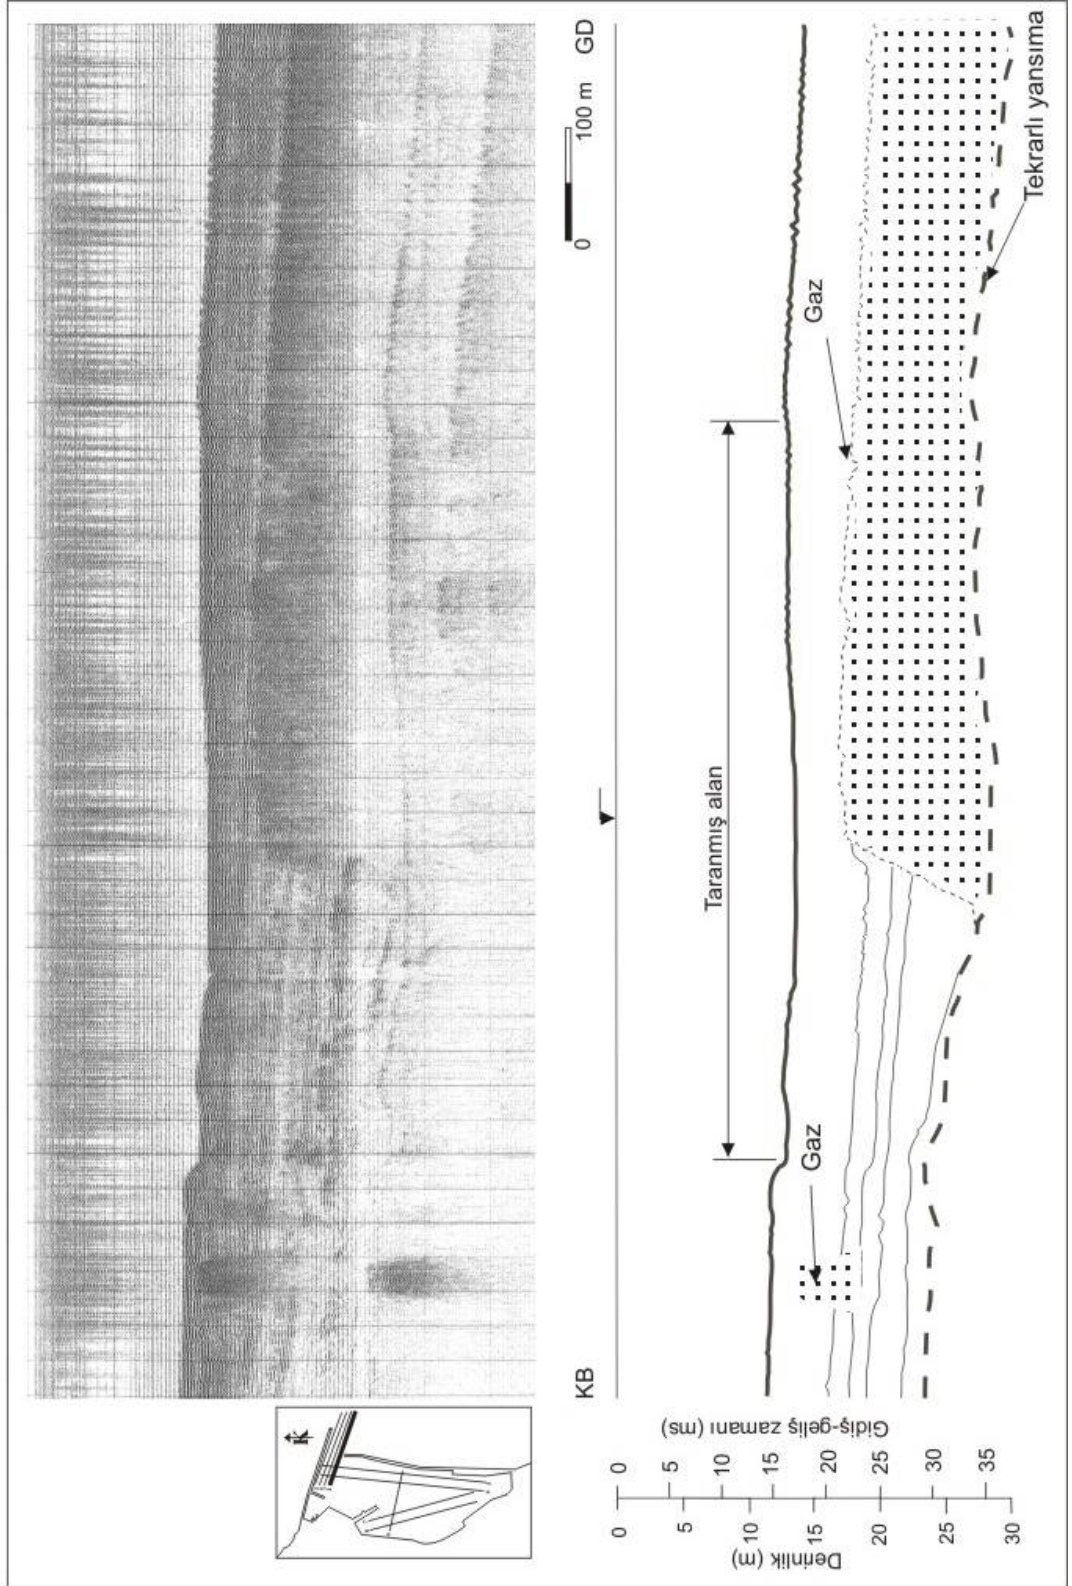 KB
GD
0 100 m
Taranmış alan
Gaz
Gaz
Tekrarlı yansıma
K
Gidiş-geliş zamanı (ms)
0 5 10 15 20 25 30 35
0 5 10 15 20 25 30
Derinlik (m)